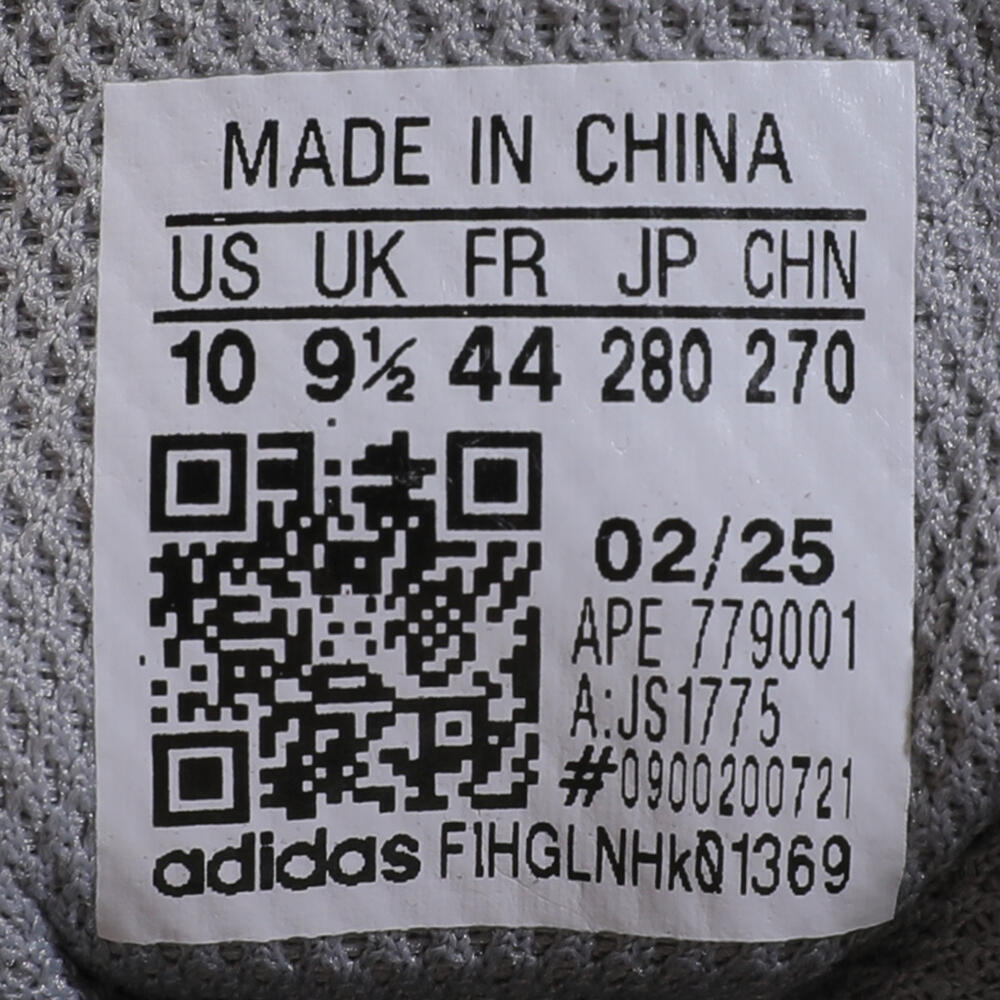 MADE IN CHINA
US UK FR JP CHN
10 9½ 44 280 270
02/25
APE 779001
A:JS1775
#0900200721
adidas F1HGLNHkQ1369